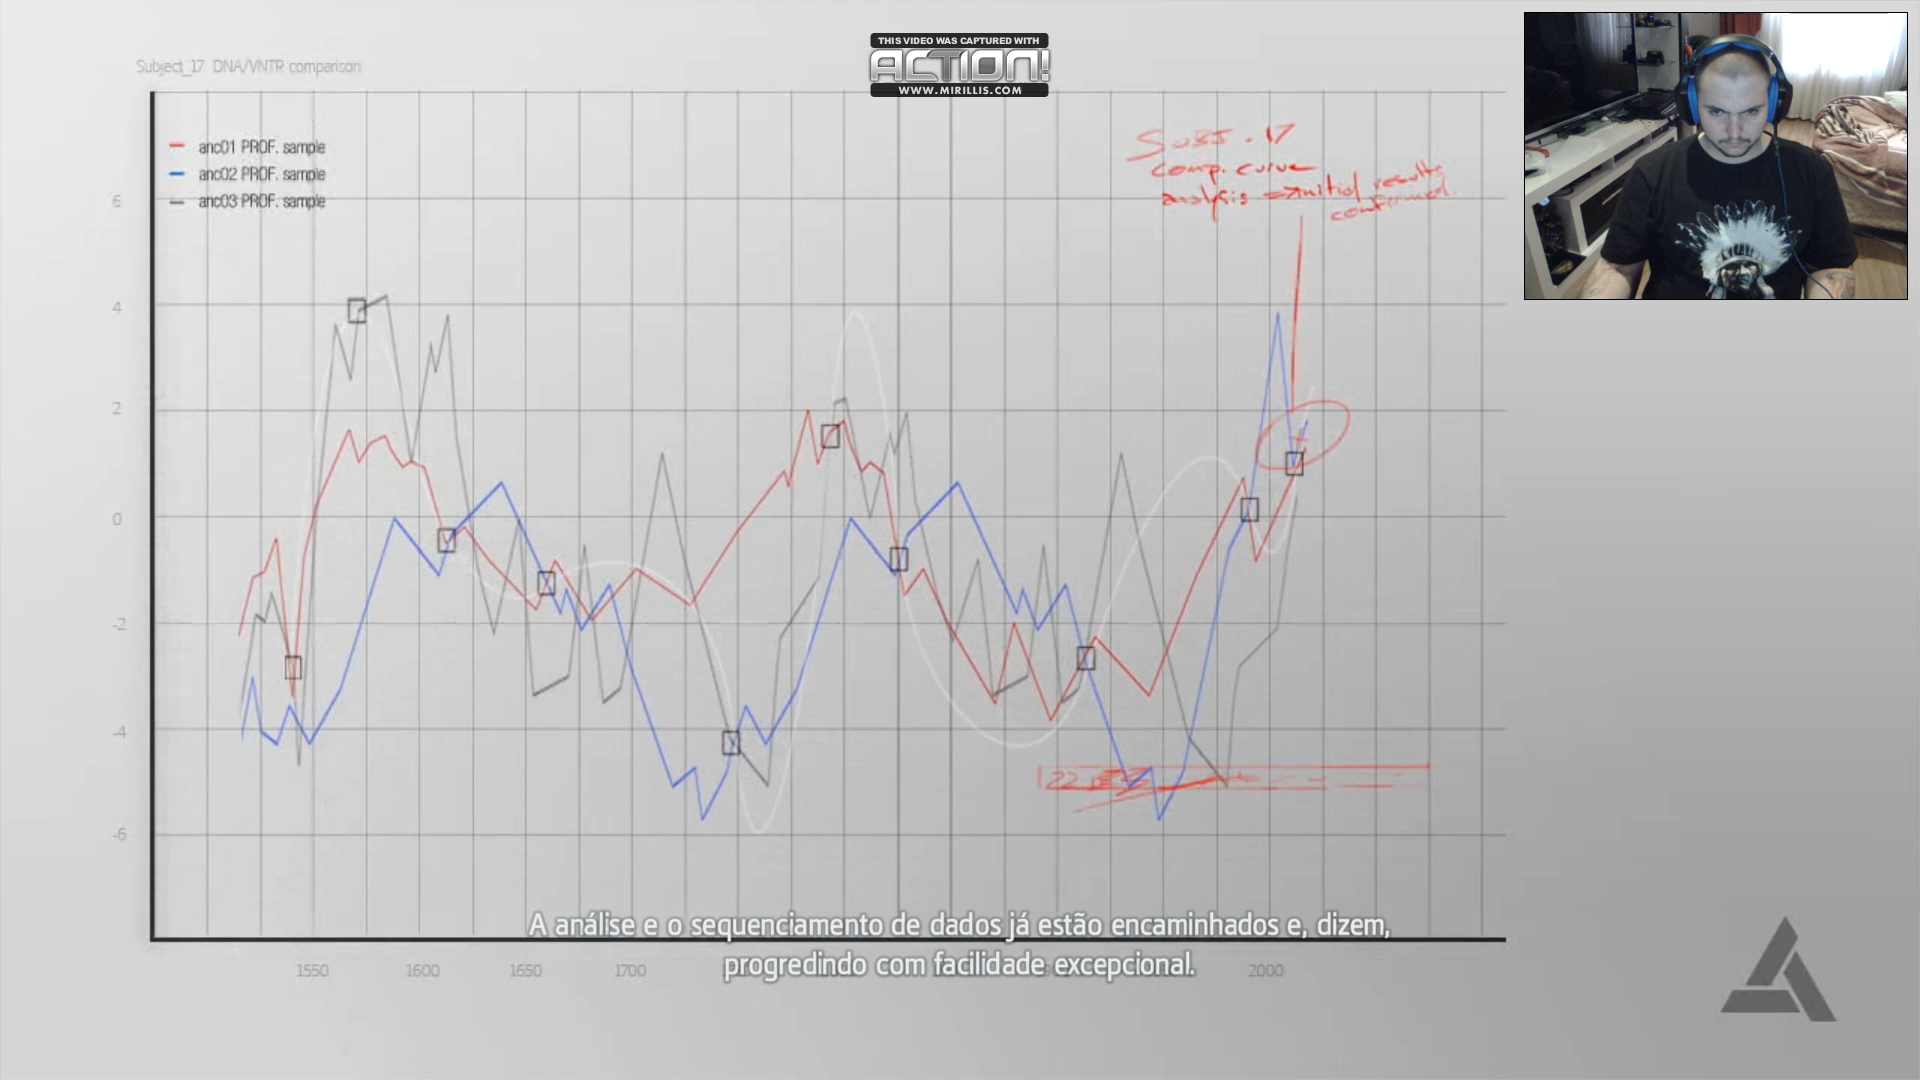 THIS VIDEO WAS CAPTURED WITH
ACTION!
WWW.MIRILLIS.COM
Subject_17 DNA/VNTR comparison
anc01 PROF. sample
anc02 PROF. sample
anc03 PROF. sample
SUBJ. 17
comp. curve
analysis => initial results
confirmed.
6
4
2
0
-2
-4
-6
22
A análise e o sequenciamento de dados já estão encaminhados e, dizem,
progredindo com facilidade excepcional.
1550
1600
1650
1700
2000